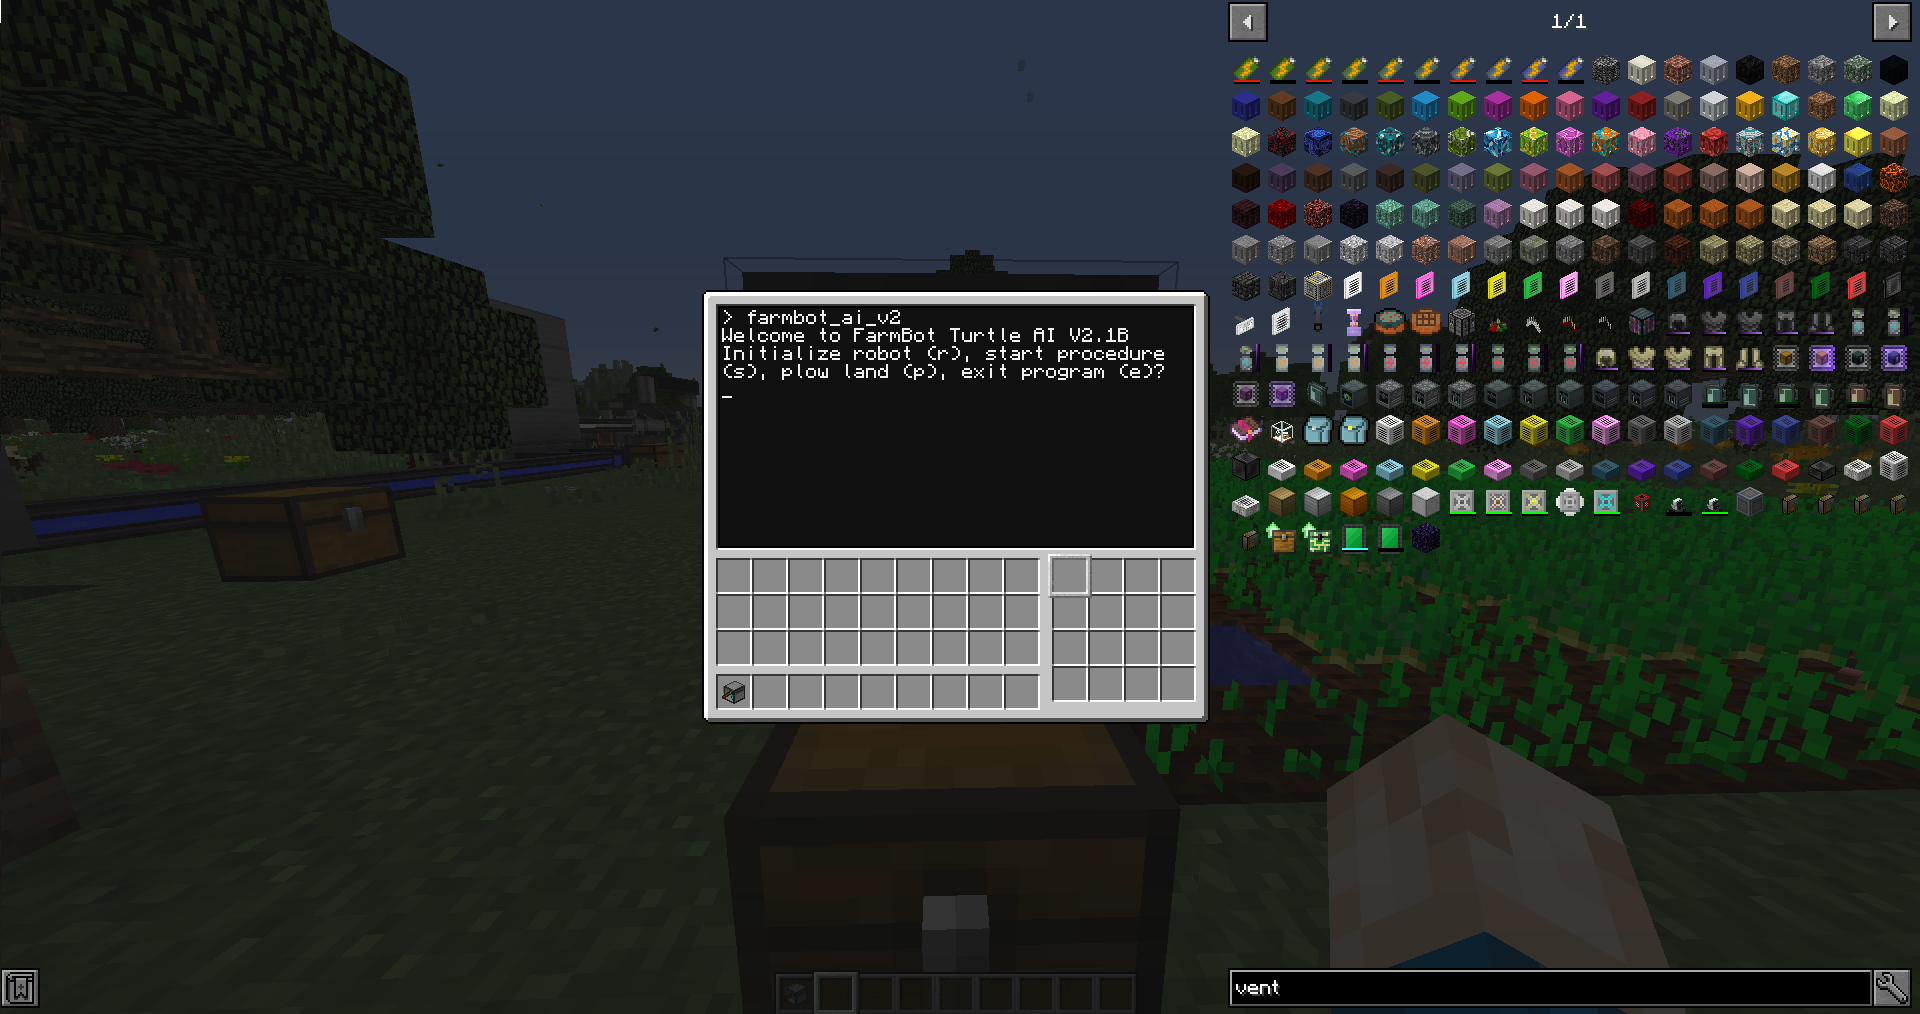 1/1
> farmbot_ai_v2
Welcome to FarmBot Turtle AI V2.1B
Initialize robot (r), start procedure
(s), plow land (p), exit program (e)?
_
vent